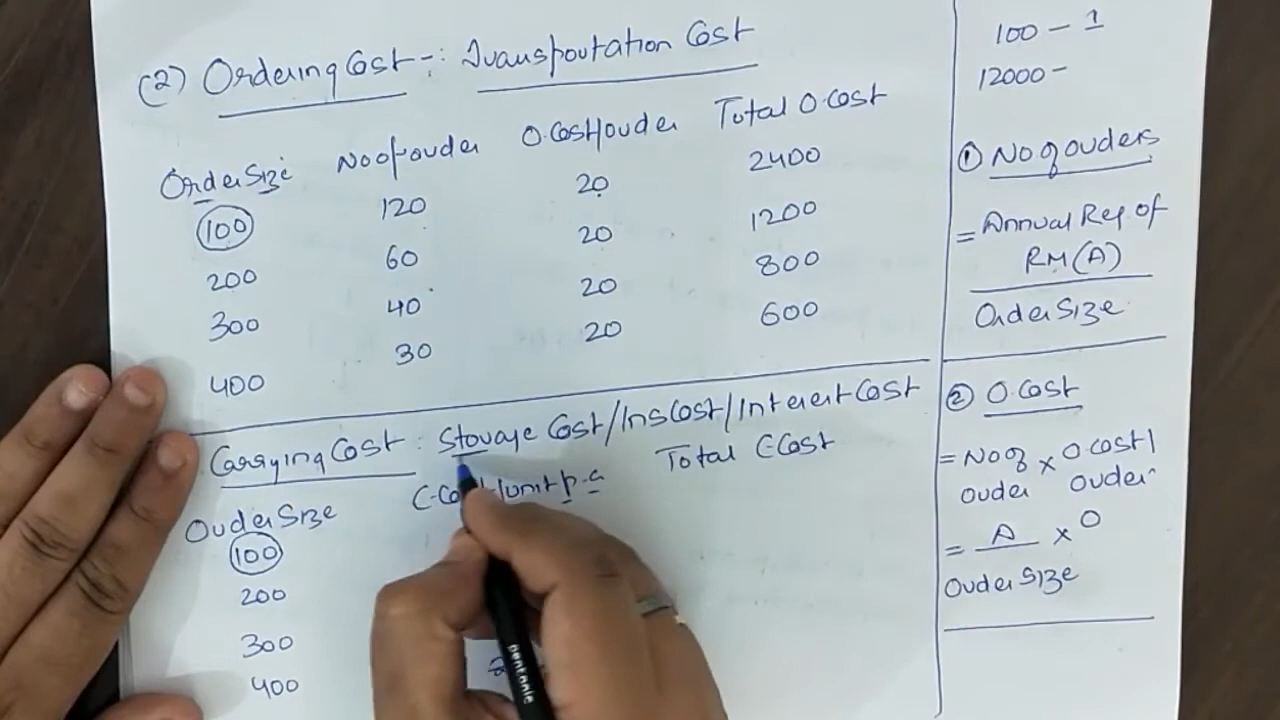 (2) Ordering Cost -: Transportation Cost
Order Size No of order O.Cost/order Total O.Cost
100 120 20 2400
200 60 20 1200
300 40 20 800
400 30 20 600
Carrying Cost : Storage Cost/Ins Cost/Interest Cost
Order Size C.Cost/unit p.a Total C.Cost
100
200
300
400
100 - 1
12000 -
① No of orders
= Annual Req of
RM (A)
Order Size
② O.Cost
= No of × O cost/
order order
= A × O
Order Size
pentonic